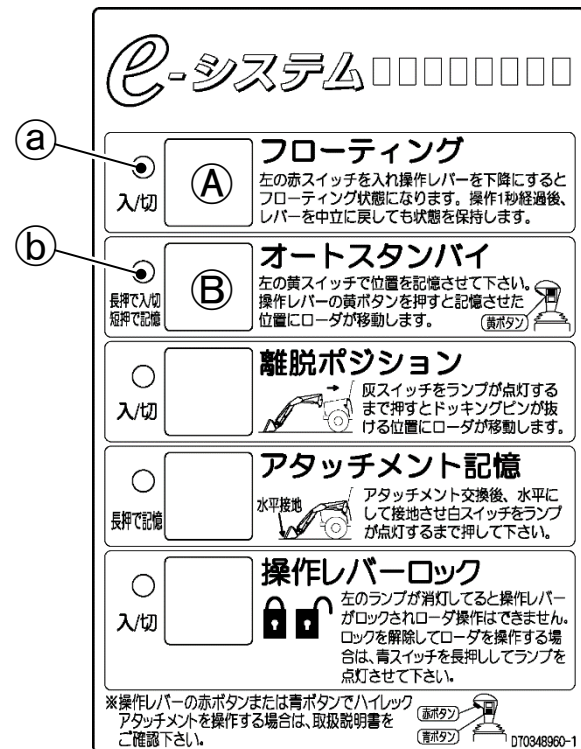 e-システム□□□□□□□□
ⓐ
フローティング
Ⓐ
入/切
左の赤スイッチを入れ操作レバーを下降にすると
フローティング状態になります。操作1秒経過後、
レバーを中立に戻しても状態を保持します。
ⓑ
オートスタンバイ
Ⓑ
長押で入/切
短押で記憶
左の黄スイッチで位置を記憶させて下さい。
操作レバーの黄ボタンを押すと記憶させた
位置にローダが移動します。
黄ボタン
離脱ポジション
入/切
灰スイッチをランプが点灯する
まで押すとドッキングピンが抜
ける位置にローダが移動します。
アタッチメント記憶
長押で記憶
水平接地
アタッチメント交換後、水平に
して接地させ白スイッチをランプ
が点灯するまで押して下さい。
操作レバーロック
入/切
左のランプが消灯してると操作レバー
がロックされローダ操作はできません。
ロックを解除してローダを操作する場
合は、青スイッチを長押ししてランプを
点灯させて下さい。
※操作レバーの赤ボタンまたは青ボタンでハイレック
アタッチメントを操作する場合は、取扱説明書を
ご確認下さい。
赤ボタン
青ボタン
DT0348960-1